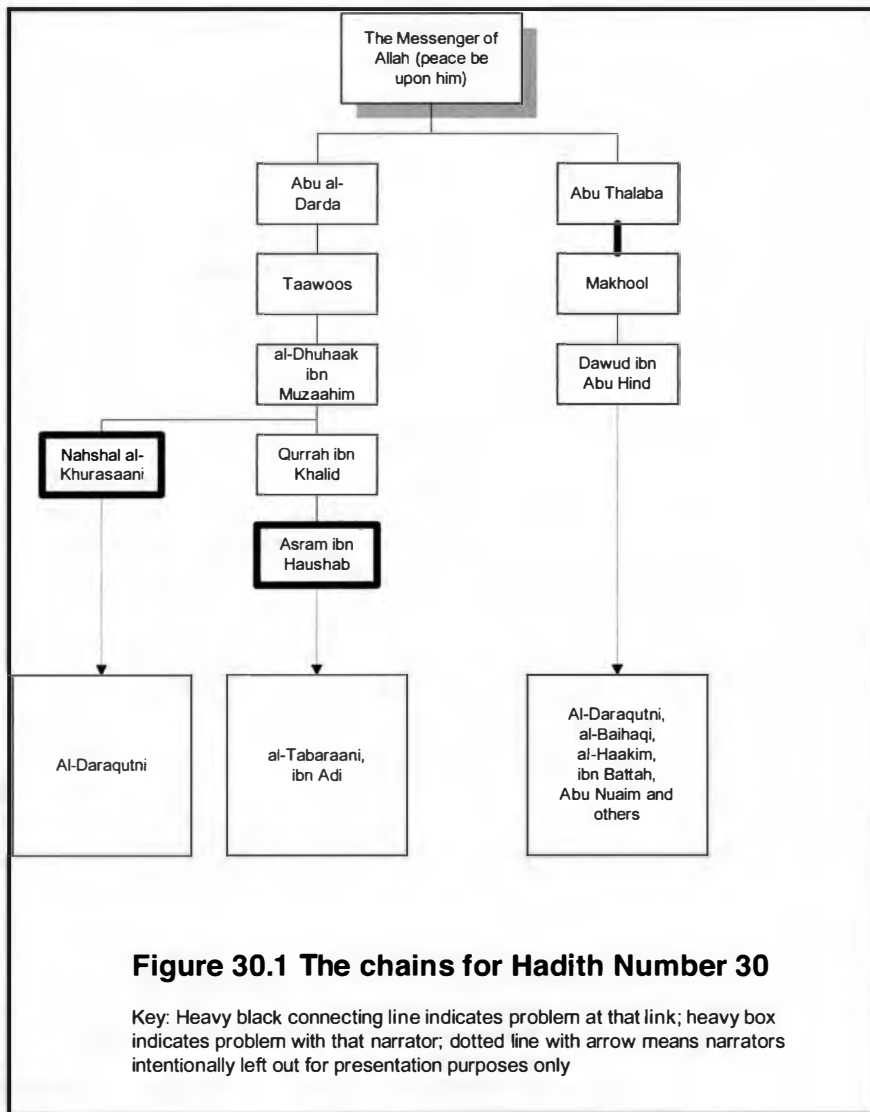 The Messenger of
Allah (peace be
upon him)
Abu al-
Darda
Abu Thalaba
Taawoos
Makhool
al-Dhuhaak
ibn
Muzaahim
Dawud ibn
Abu Hind
Nahshal al-
Khurasaani
Qurrah ibn
Khalid
Asram ibn
Haushab
Al-Daraqutni
al-Tabaraani,
ibn Adi
Al-Daraqutni,
al-Baihaqi,
al-Haakim,
ibn Battah,
Abu Nuaim and
others
Figure 30.1 The chains for Hadith Number 30
Key: Heavy black connecting line indicates problem at that link; heavy box
indicates problem with that narrator; dotted line with arrow means narrators
intentionally left out for presentation purposes only